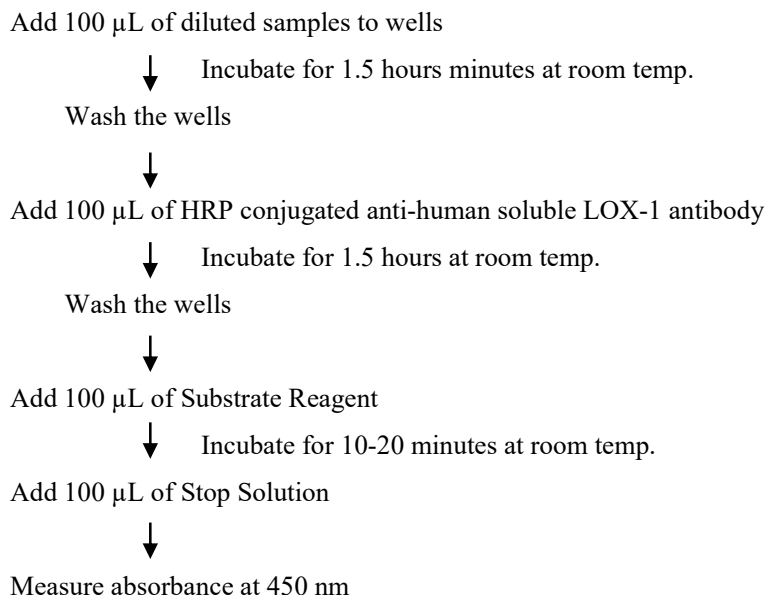 Add 100 µL of diluted samples to wells
Incubate for 1.5 hours minutes at room temp.
Wash the wells
Add 100 µL of HRP conjugated anti-human soluble LOX-1 antibody
Incubate for 1.5 hours at room temp.
Wash the wells
Add 100 µL of Substrate Reagent
Incubate for 10-20 minutes at room temp.
Add 100 µL of Stop Solution
Measure absorbance at 450 nm